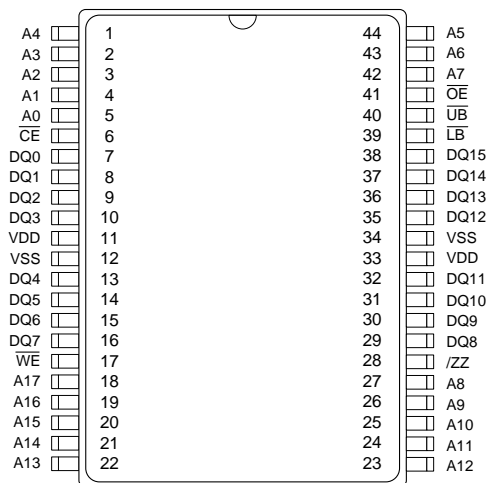 A4 1 44 A5
A3 2 43 A6
A2 3 42 A7
A1 4 41 OE
A0 5 40 UB
CE 6 39 LB
DQ0 7 38 DQ15
DQ1 8 37 DQ14
DQ2 9 36 DQ13
DQ3 10 35 DQ12
VDD 11 34 VSS
VSS 12 33 VDD
DQ4 13 32 DQ11
DQ5 14 31 DQ10
DQ6 15 30 DQ9
DQ7 16 29 DQ8
WE 17 28 /ZZ
A17 18 27 A8
A16 19 26 A9
A15 20 25 A10
A14 21 24 A11
A13 22 23 A12